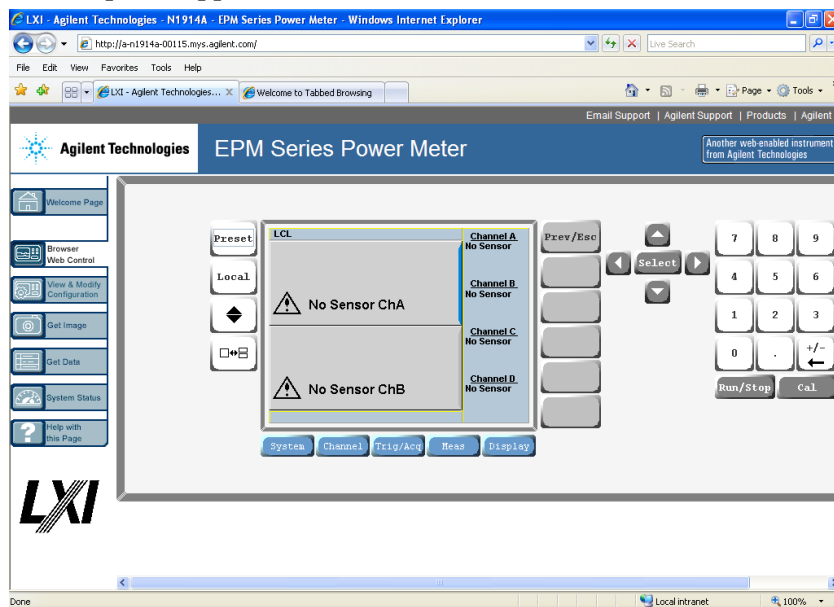 LXI - Agilent Technologies - N1914A - EPM Series Power Meter - Windows Internet Explorer
http://a-n1914a-00115.mys.agilent.com/
Live Search
File Edit View Favorites Tools Help
LXI - Agilent Technologies... X Welcome to Tabbed Browsing
Page Tools
Email Support | Agilent Support | Products | Agilent
Agilent Technologies
EPM Series Power Meter
Another web-enabled instrument
from Agilent Technologies
Welcome Page
Browser
Web Control
View & Modify
Configuration
Get Image
Get Data
System Status
Help with
this Page
LXI
Preset
Local
LCL
No Sensor ChA
No Sensor ChB
Channel A
No Sensor
Channel B
No Sensor
Channel C
No Sensor
Channel D
No Sensor
Prev/Esc
Select
7 8 9
4 5 6
1 2 3
0 . +/-
Run/Stop Cal
System Channel Trig/Acq Meas Display
Done
Local intranet
100%